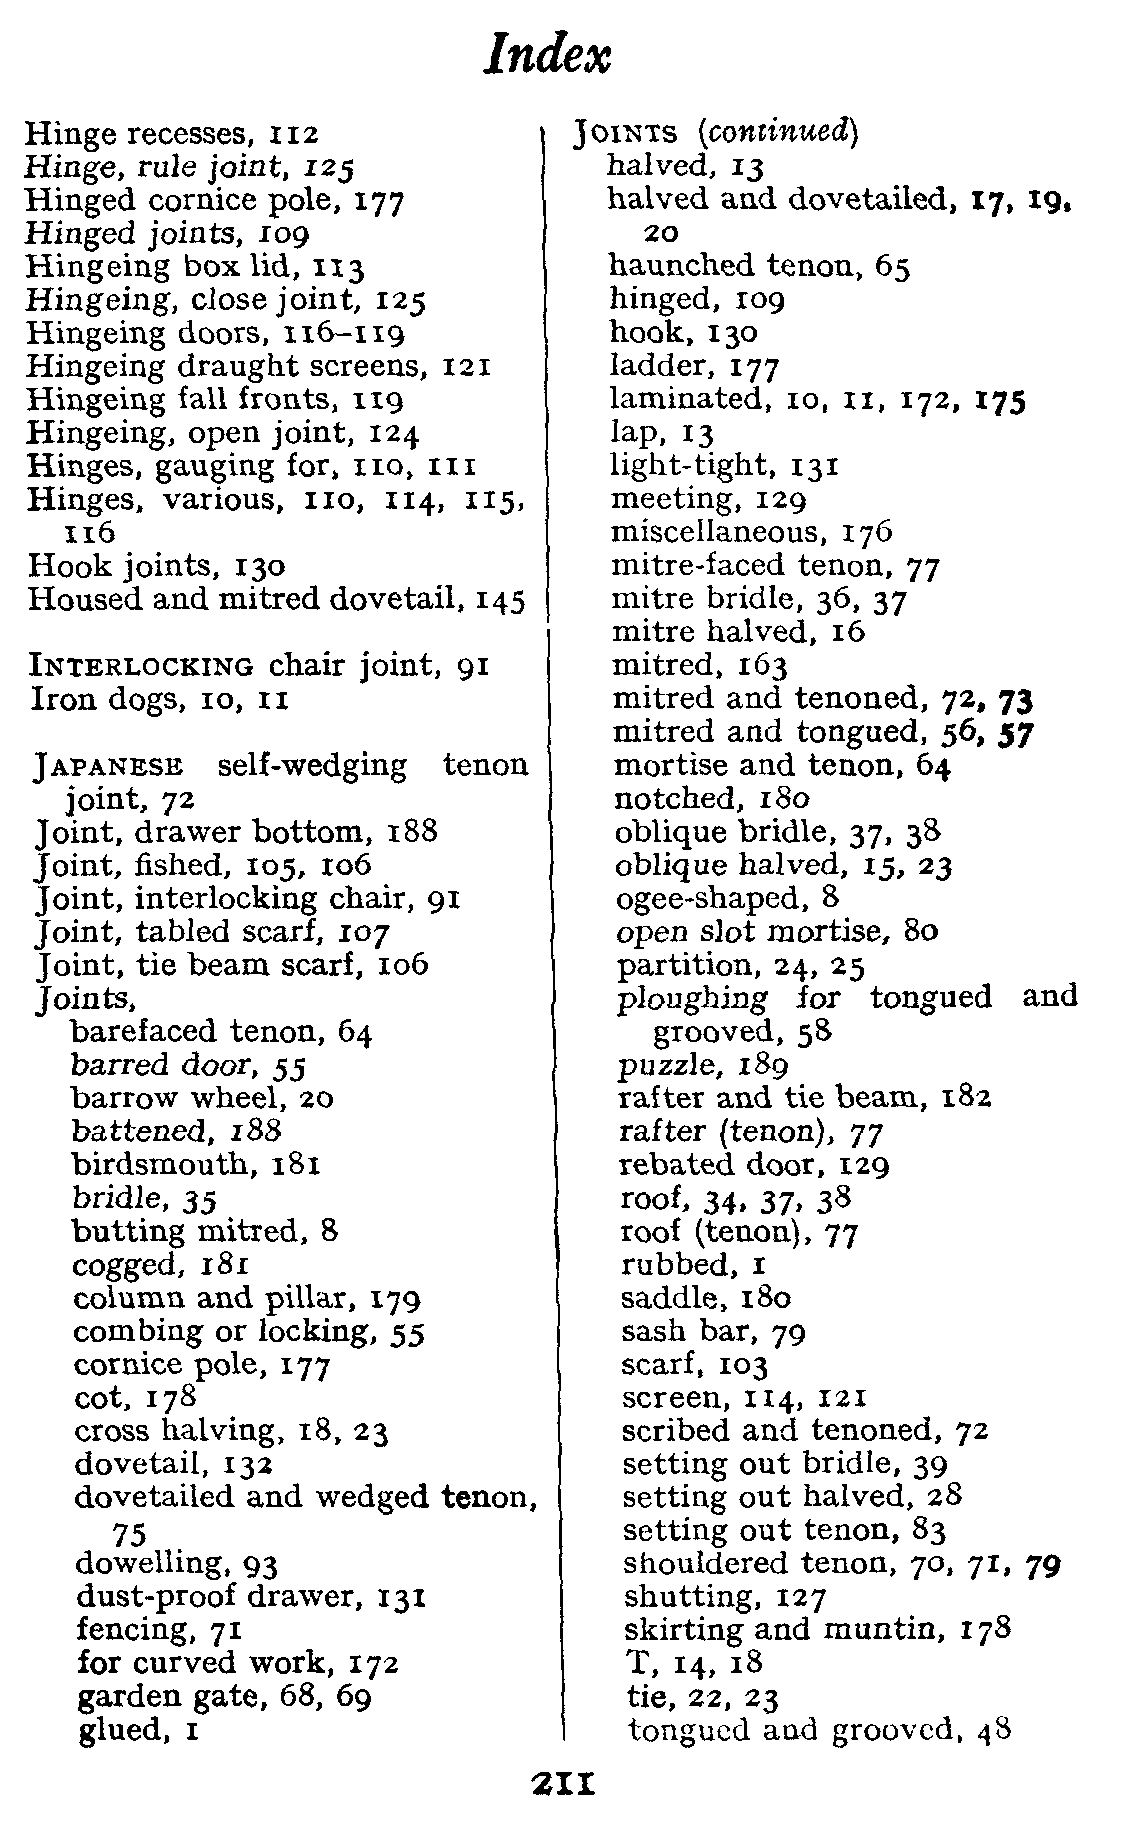 Index
Hinge recesses, 112
Hinge, rule joint, 125
Hinged cornice pole, 177
Hinged joints, 109
Hingeing box lid, 113
Hingeing, close joint, 125
Hingeing doors, 116–119
Hingeing draught screens, 121
Hingeing fall fronts, 119
Hingeing, open joint, 124
Hinges, gauging for, 110, 111
Hinges, various, 110, 114, 115,
116
Hook joints, 130
Housed and mitred dovetail, 145
INTERLOCKING chair joint, 91
Iron dogs, 10, 11
JAPANESE self-wedging tenon
joint, 72
Joint, drawer bottom, 188
Joint, fished, 105, 106
Joint, interlocking chair, 91
Joint, tabled scarf, 107
Joint, tie beam scarf, 106
Joints,
barefaced tenon, 64
barred door, 55
barrow wheel, 20
battened, 188
birdsmouth, 181
bridle, 35
butting mitred, 8
cogged, 181
column and pillar, 179
combing or locking, 55
cornice pole, 177
cot, 178
cross halving, 18, 23
dovetail, 132
dovetailed and wedged tenon,
75
dowelling, 93
dust-proof drawer, 131
fencing, 71
for curved work, 172
garden gate, 68, 69
glued, 1
JOINTS (continued)
halved, 13
halved and dovetailed, 17, 19,
20
haunched tenon, 65
hinged, 109
hook, 130
ladder, 177
laminated, 10, 11, 172, 175
lap, 13
light-tight, 131
meeting, 129
miscellaneous, 176
mitre-faced tenon, 77
mitre bridle, 36, 37
mitre halved, 16
mitred, 163
mitred and tenoned, 72, 73
mitred and tongued, 56, 57
mortise and tenon, 64
notched, 180
oblique bridle, 37, 38
oblique halved, 15, 23
ogee-shaped, 8
open slot mortise, 80
partition, 24, 25
ploughing for tongued and
grooved, 58
puzzle, 189
rafter and tie beam, 182
rafter (tenon), 77
rebated door, 129
roof, 34, 37, 38
roof (tenon), 77
rubbed, 1
saddle, 180
sash bar, 79
scarf, 103
screen, 114, 121
scribed and tenoned, 72
setting out bridle, 39
setting out halved, 28
setting out tenon, 83
shouldered tenon, 70, 71, 79
shutting, 127
skirting and muntin, 178
T, 14, 18
tie, 22, 23
tongued and grooved, 48
211